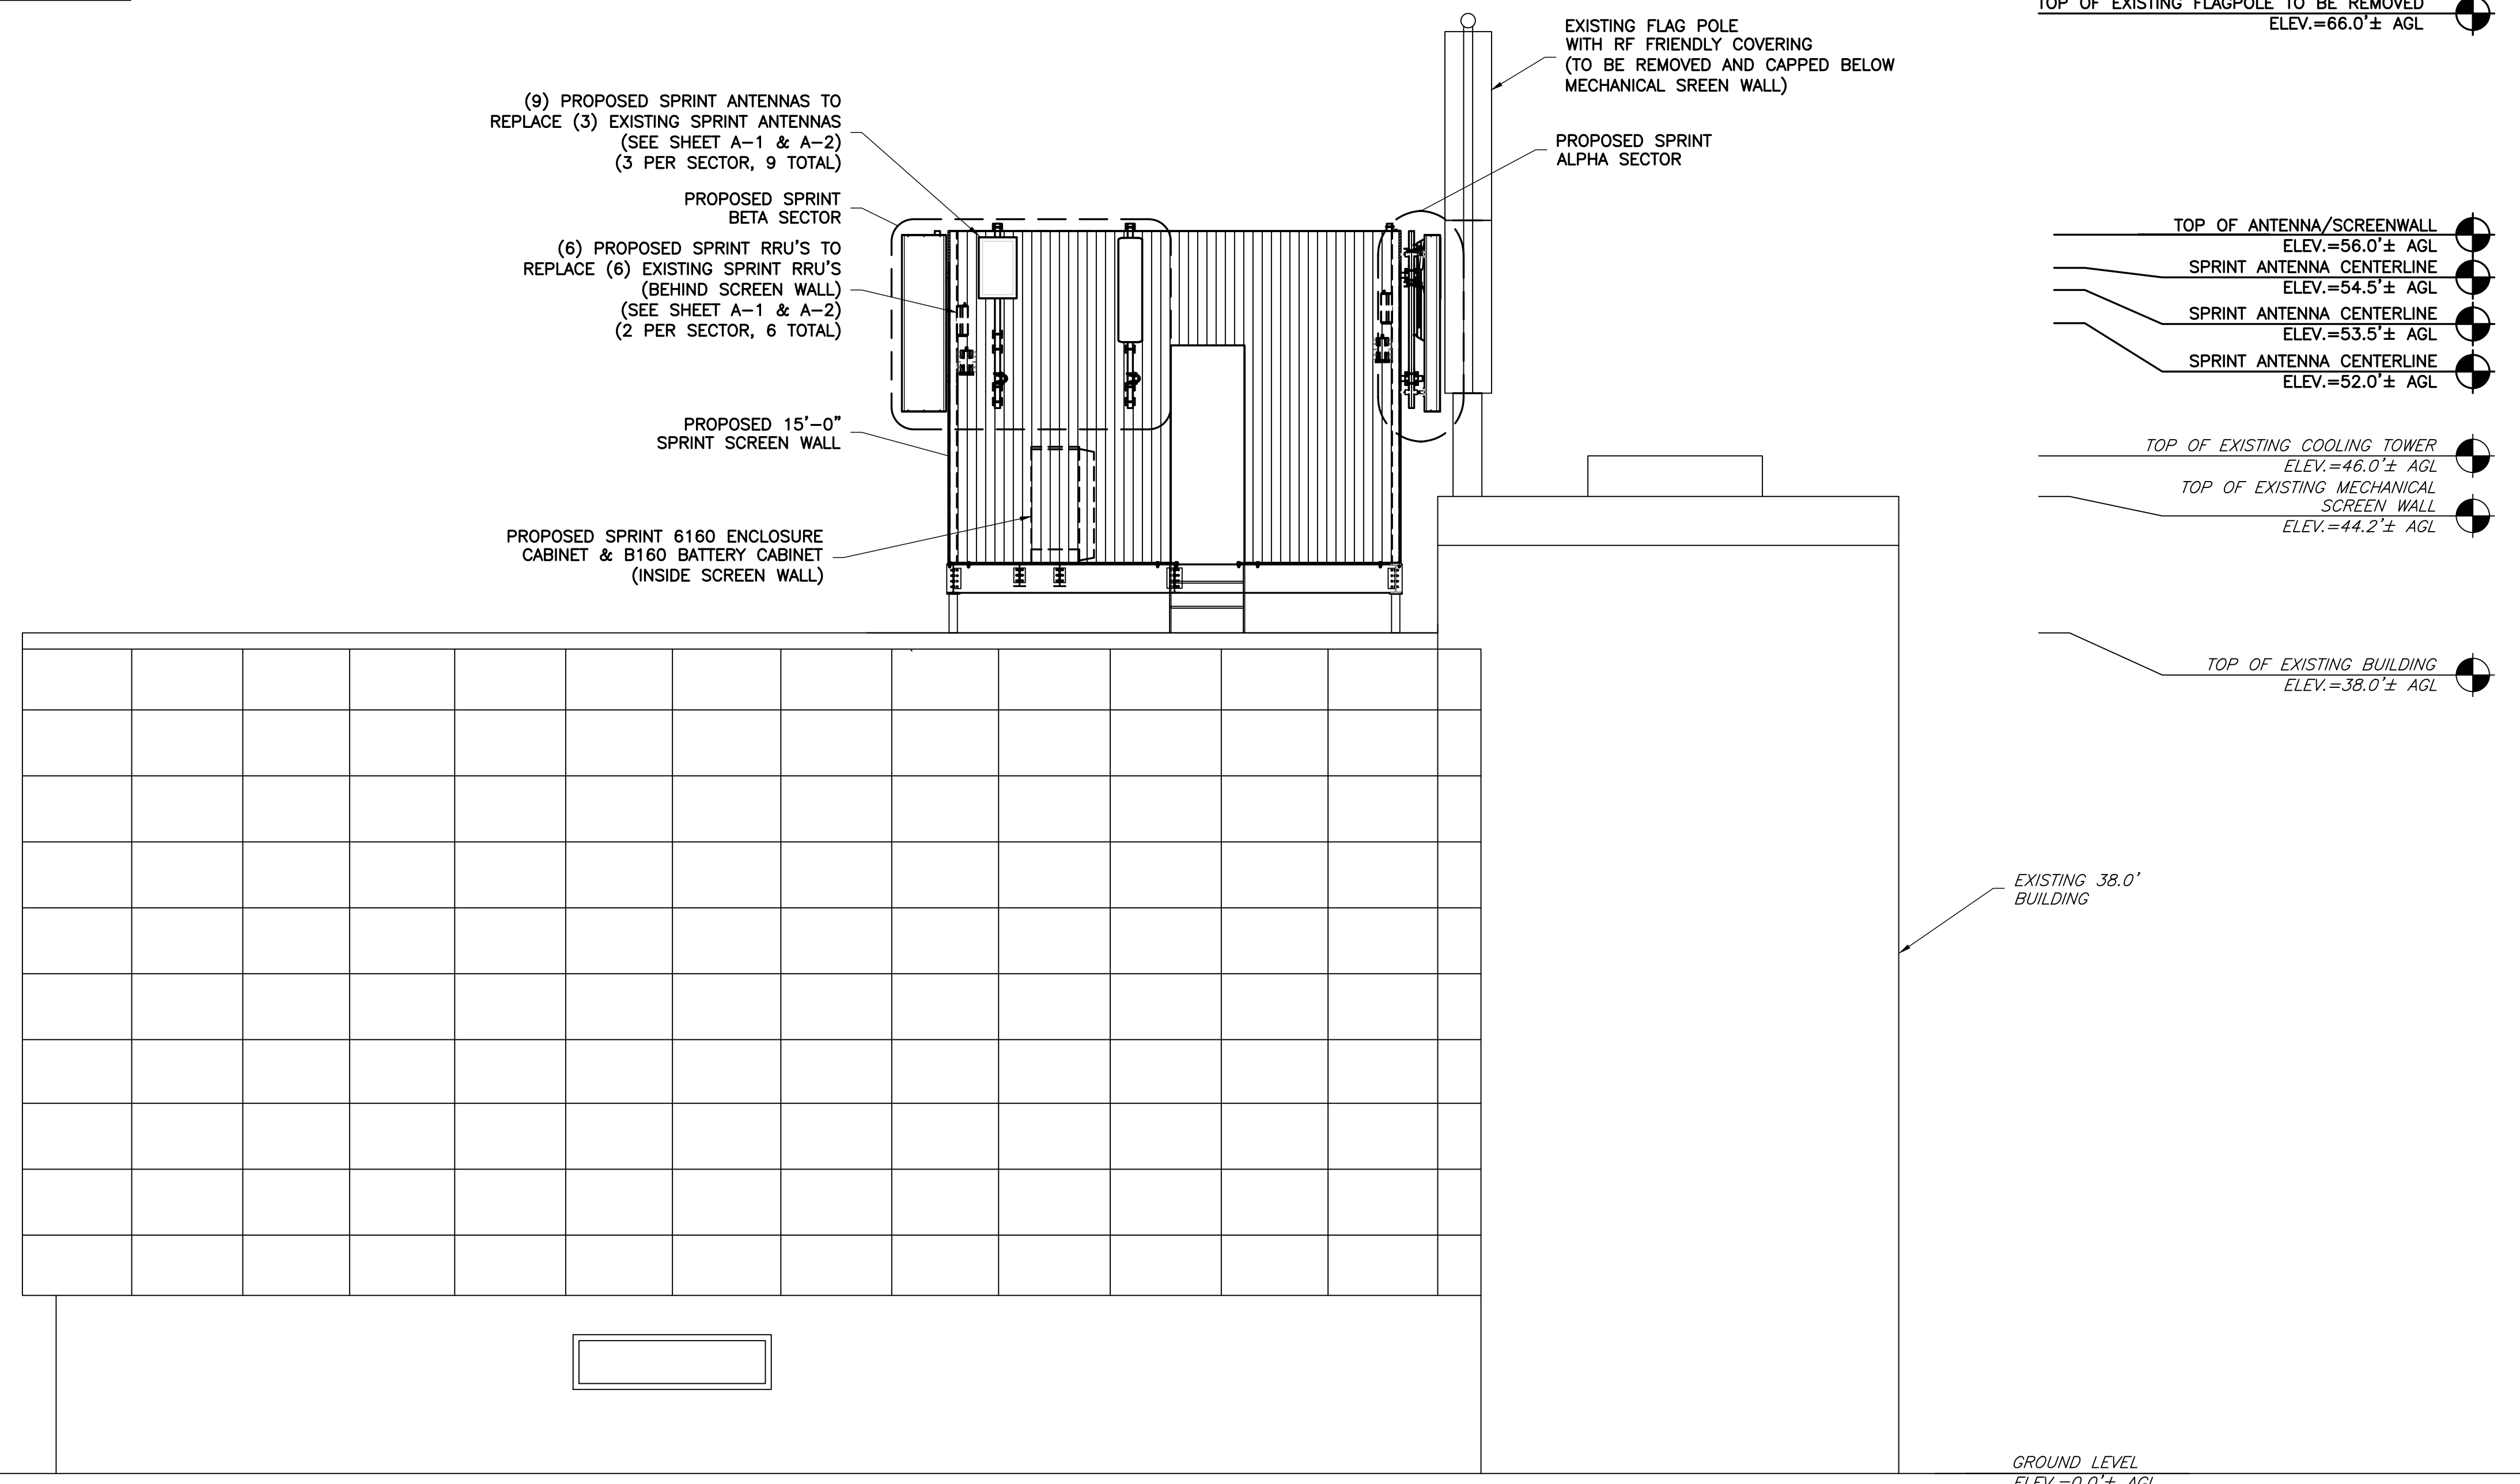 TOP OF EXISTING FLAGPOLE TO BE REMOVED
ELEV.=66.0'± AGL
EXISTING FLAG POLE
WITH RF FRIENDLY COVERING
(TO BE REMOVED AND CAPPED BELOW
MECHANICAL SREEN WALL)
(9) PROPOSED SPRINT ANTENNAS TO
REPLACE (3) EXISTING SPRINT ANTENNAS
(SEE SHEET A-1 & A-2)
(3 PER SECTOR, 9 TOTAL)
PROPOSED SPRINT
ALPHA SECTOR
PROPOSED SPRINT
BETA SECTOR
(6) PROPOSED SPRINT RRU'S TO
REPLACE (6) EXISTING SPRINT RRU'S
(BEHIND SCREEN WALL)
(SEE SHEET A-1 & A-2)
(2 PER SECTOR, 6 TOTAL)
PROPOSED 15'-0"
SPRINT SCREEN WALL
PROPOSED SPRINT 6160 ENCLOSURE
CABINET & B160 BATTERY CABINET
(INSIDE SCREEN WALL)
TOP OF ANTENNA/SCREENWALL
ELEV.=56.0'± AGL
SPRINT ANTENNA CENTERLINE
ELEV.=54.5'± AGL
SPRINT ANTENNA CENTERLINE
ELEV.=53.5'± AGL
SPRINT ANTENNA CENTERLINE
ELEV.=52.0'± AGL
TOP OF EXISTING COOLING TOWER
ELEV.=46.0'± AGL
TOP OF EXISTING MECHANICAL
SCREEN WALL
ELEV.=44.2'± AGL
TOP OF EXISTING BUILDING
ELEV.=38.0'± AGL
EXISTING 38.0'
BUILDING
GROUND LEVEL
ELEV.=0.0'± AGL